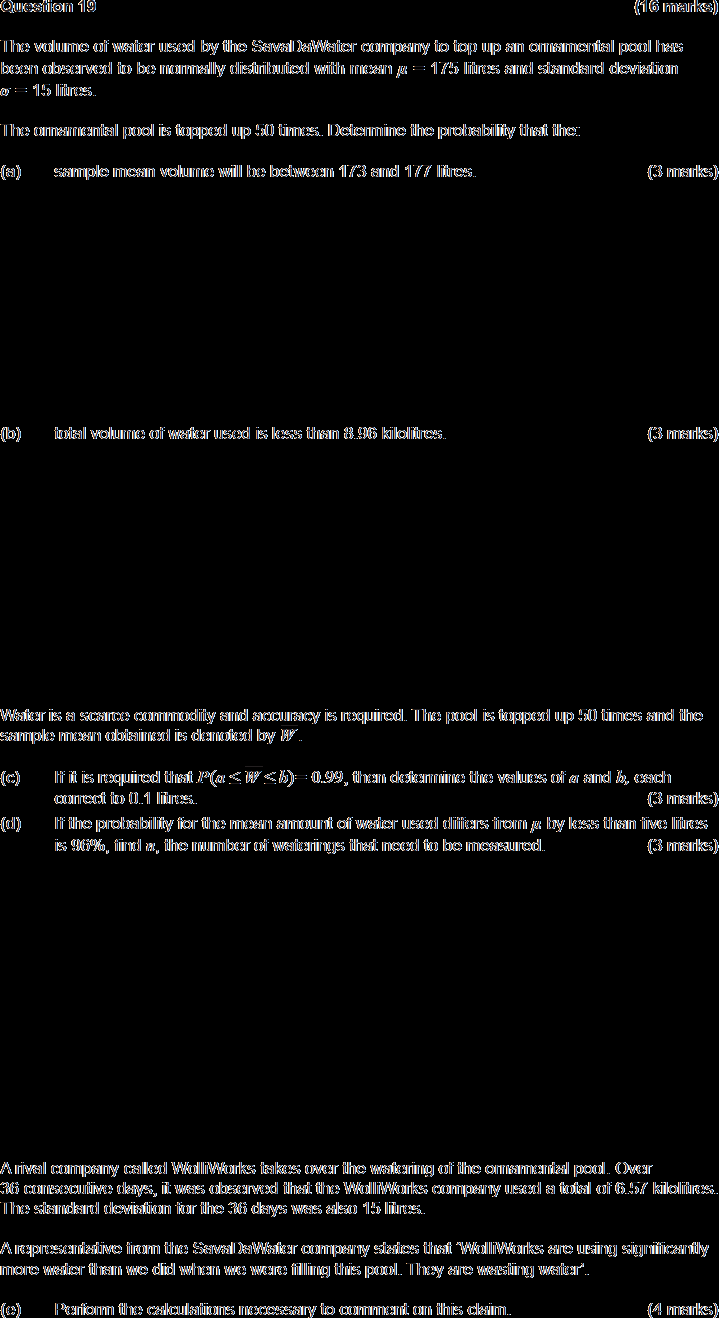 Question 19 (16 marks)
The volume of water used by the SavaDaWater company to top up an ornamental pool has
been observed to be normally distributed with mean μ = 175 litres and standard deviation
σ = 15 litres.
The ornamental pool is topped up 50 times. Determine the probability that the:
(a) sample mean volume will be between 173 and 177 litres. (3 marks)
(b) total volume of water used is less than 8.96 kilolitres. (3 marks)
Water is a scarce commodity and accuracy is required. The pool is topped up 50 times and the
sample mean obtained is denoted by W̅.
(c) If it is required that P(a ≤ W̅ ≤ b) = 0.99, then determine the values of a and b, each
correct to 0.1 litres. (3 marks)
(d) If the probability for the mean amount of water used differs from μ by less than five litres
is 96%, find n, the number of waterings that need to be measured. (3 marks)
A rival company called WolliWorks takes over the watering of the ornamental pool. Over
36 consecutive days, it was observed that the WolliWorks company used a total of 6.57 kilolitres.
The standard deviation for the 36 days was also 15 litres.
A representative from the SavaDaWater company states that 'WolliWorks are using significantly
more water than we did when we were filling this pool. They are wasting water'.
(e) Perform the calculations necessary to comment on this claim. (4 marks)